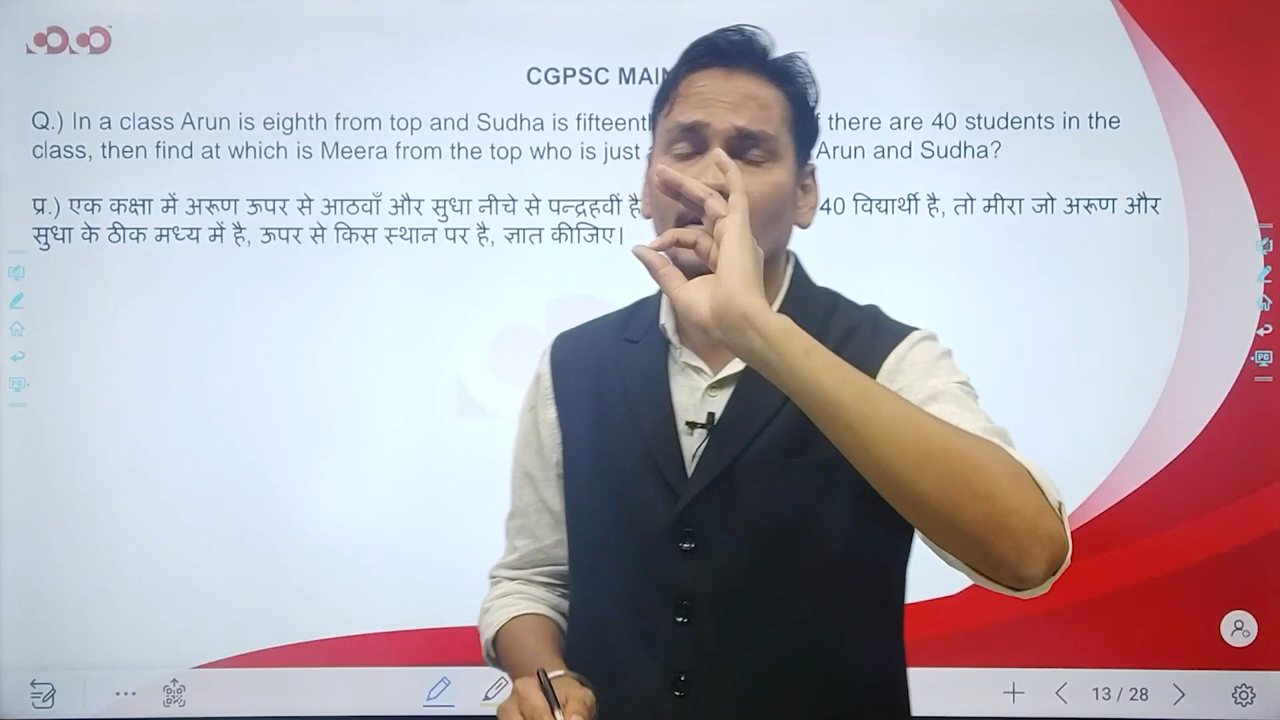 CGPSC MAIN
Q.) In a class Arun is eighth from top and Sudha is fifteenth there are 40 students in the
class, then find at which is Meera from the top who is just Arun and Sudha?
प्र.) एक कक्षा में अरूण ऊपर से आठवाँ और सुधा नीचे से पन्द्रहवीं है 40 विद्यार्थी है, तो मीरा जो अरूण और
सुधा के ठीक मध्य में है, ऊपर से किस स्थान पर है, ज्ञात कीजिए।
13 / 28